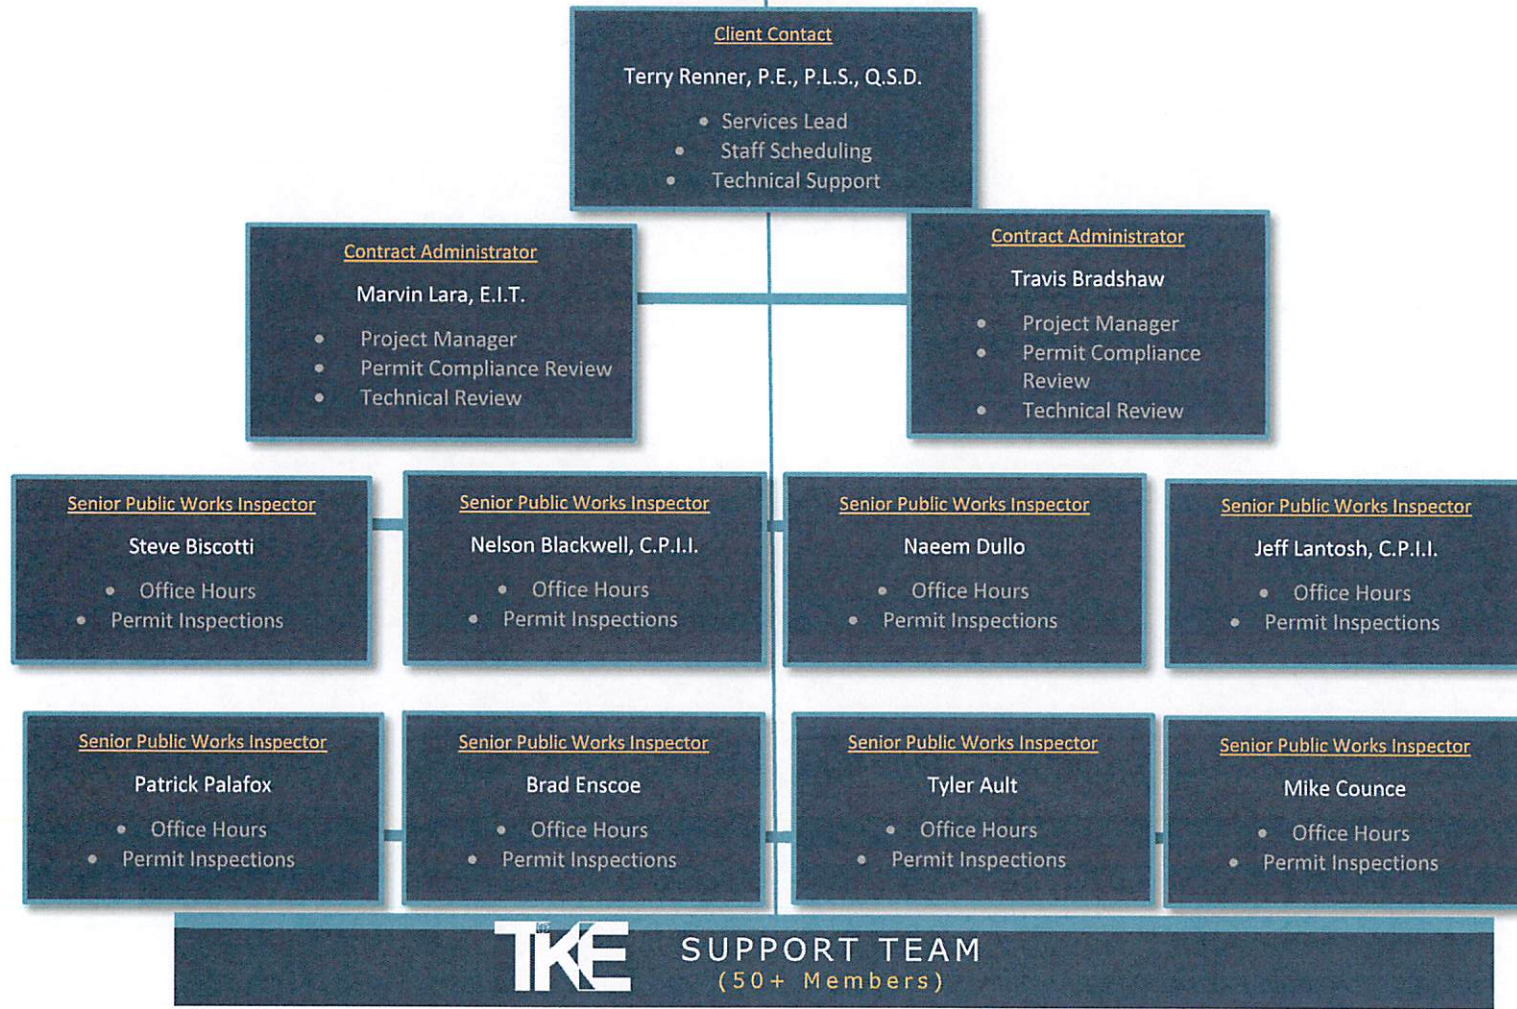 Client Contact
Terry Renner, P.E., P.L.S., Q.S.D.
• Services Lead
• Staff Scheduling
• Technical Support
Contract Administrator
Marvin Lara, E.I.T.
• Project Manager
• Permit Compliance Review
• Technical Review
Contract Administrator
Travis Bradshaw
• Project Manager
• Permit Compliance
Review
• Technical Review
Senior Public Works Inspector
Steve Biscotti
• Office Hours
• Permit Inspections
Senior Public Works Inspector
Nelson Blackwell, C.P.I.I.
• Office Hours
• Permit Inspections
Senior Public Works Inspector
Naeem Dullo
• Office Hours
• Permit Inspections
Senior Public Works Inspector
Jeff Lantosh, C.P.I.I.
• Office Hours
• Permit Inspections
Senior Public Works Inspector
Patrick Palafox
• Office Hours
• Permit Inspections
Senior Public Works Inspector
Brad Enscoe
• Office Hours
• Permit Inspections
Senior Public Works Inspector
Tyler Ault
• Office Hours
• Permit Inspections
Senior Public Works Inspector
Mike Counce
• Office Hours
• Permit Inspections
TKE SUPPORT TEAM
(50+ Members)